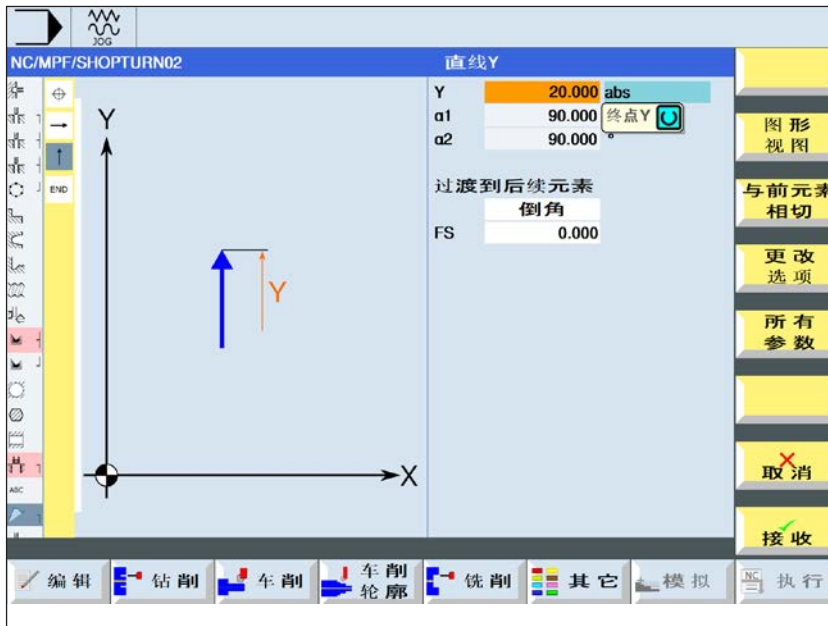 JOG
NC/MPF/SHOPTURN02
直线Y
Y 20.000 abs
α1 90.000
终点Y
α2 90.000 °
过渡到后续元素
倒角
FS 0.000
END
Y
Y
X
ABC
图形
视图
与前元素
相切
更改
选项
所有
参数
取消
接收
编辑
钻削
车削
车削
轮廓
铣削
其它
模拟
NC
执行